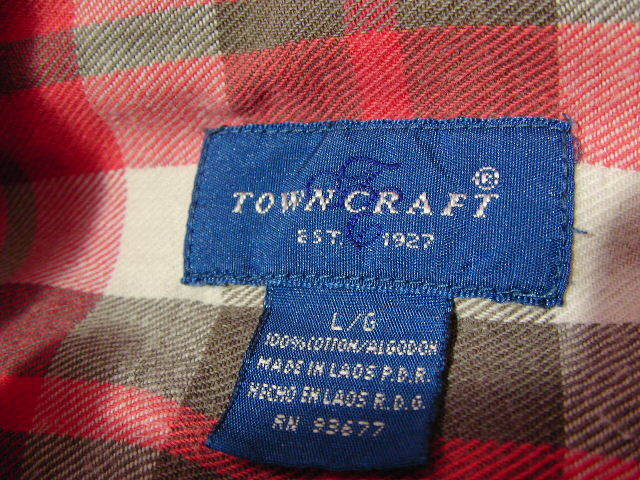 TOWNCRAFT®
EST. 1927
L/G
100% COTTON/ALGODON
MADE IN LAOS P.D.R.
HECHO EN LAOS R.D.G.
RN 93677